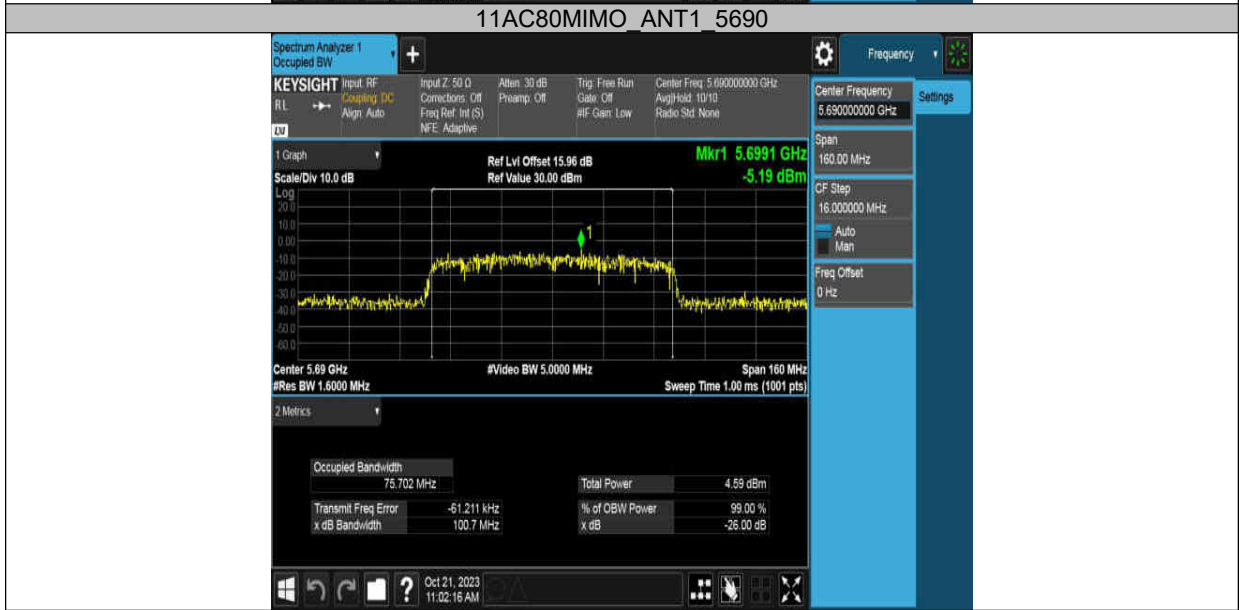 11AC80MIMO_ANT1_5690
Spectrum Analyzer 1
Occupied BW
+
Frequency
KEYSIGHT
RL
LXI
Input: RF
Coupling: DC
Align: Auto
Input Z: 50 Ω
Corrections: Off
Freq Ref: Int (S)
NFE: Adaptive
Atten: 30 dB
Preamp: Off
Trig: Free Run
Gate: Off
#IF Gain: Low
Center Freq: 5.690000000 GHz
Avg|Hold: 10/10
Radio Std: None
Center Frequency
5.690000000 GHz
Settings
Span
160.00 MHz
CF Step
16.000000 MHz
Auto
Man
Freq Offset
0 Hz
1 Graph
Scale/Div 10.0 dB
Ref Lvl Offset 15.96 dB
Ref Value 30.00 dBm
Mkr1 5.6991 GHz
-5.19 dBm
Log
20.0
10.0
0.00
-10.0
-20.0
-30.0
-40.0
-50.0
-60.0
1
Center 5.69 GHz
#Video BW 5.0000 MHz
Span 160 MHz
#Res BW 1.6000 MHz
Sweep Time 1.00 ms (1001 pts)
2 Metrics
Occupied Bandwidth
75.702 MHz
Total Power 4.59 dBm
Transmit Freq Error -61.211 kHz
% of OBW Power 99.00 %
x dB Bandwidth 100.7 MHz
x dB -26.00 dB
?
Oct 21, 2023
11:02:16 AM